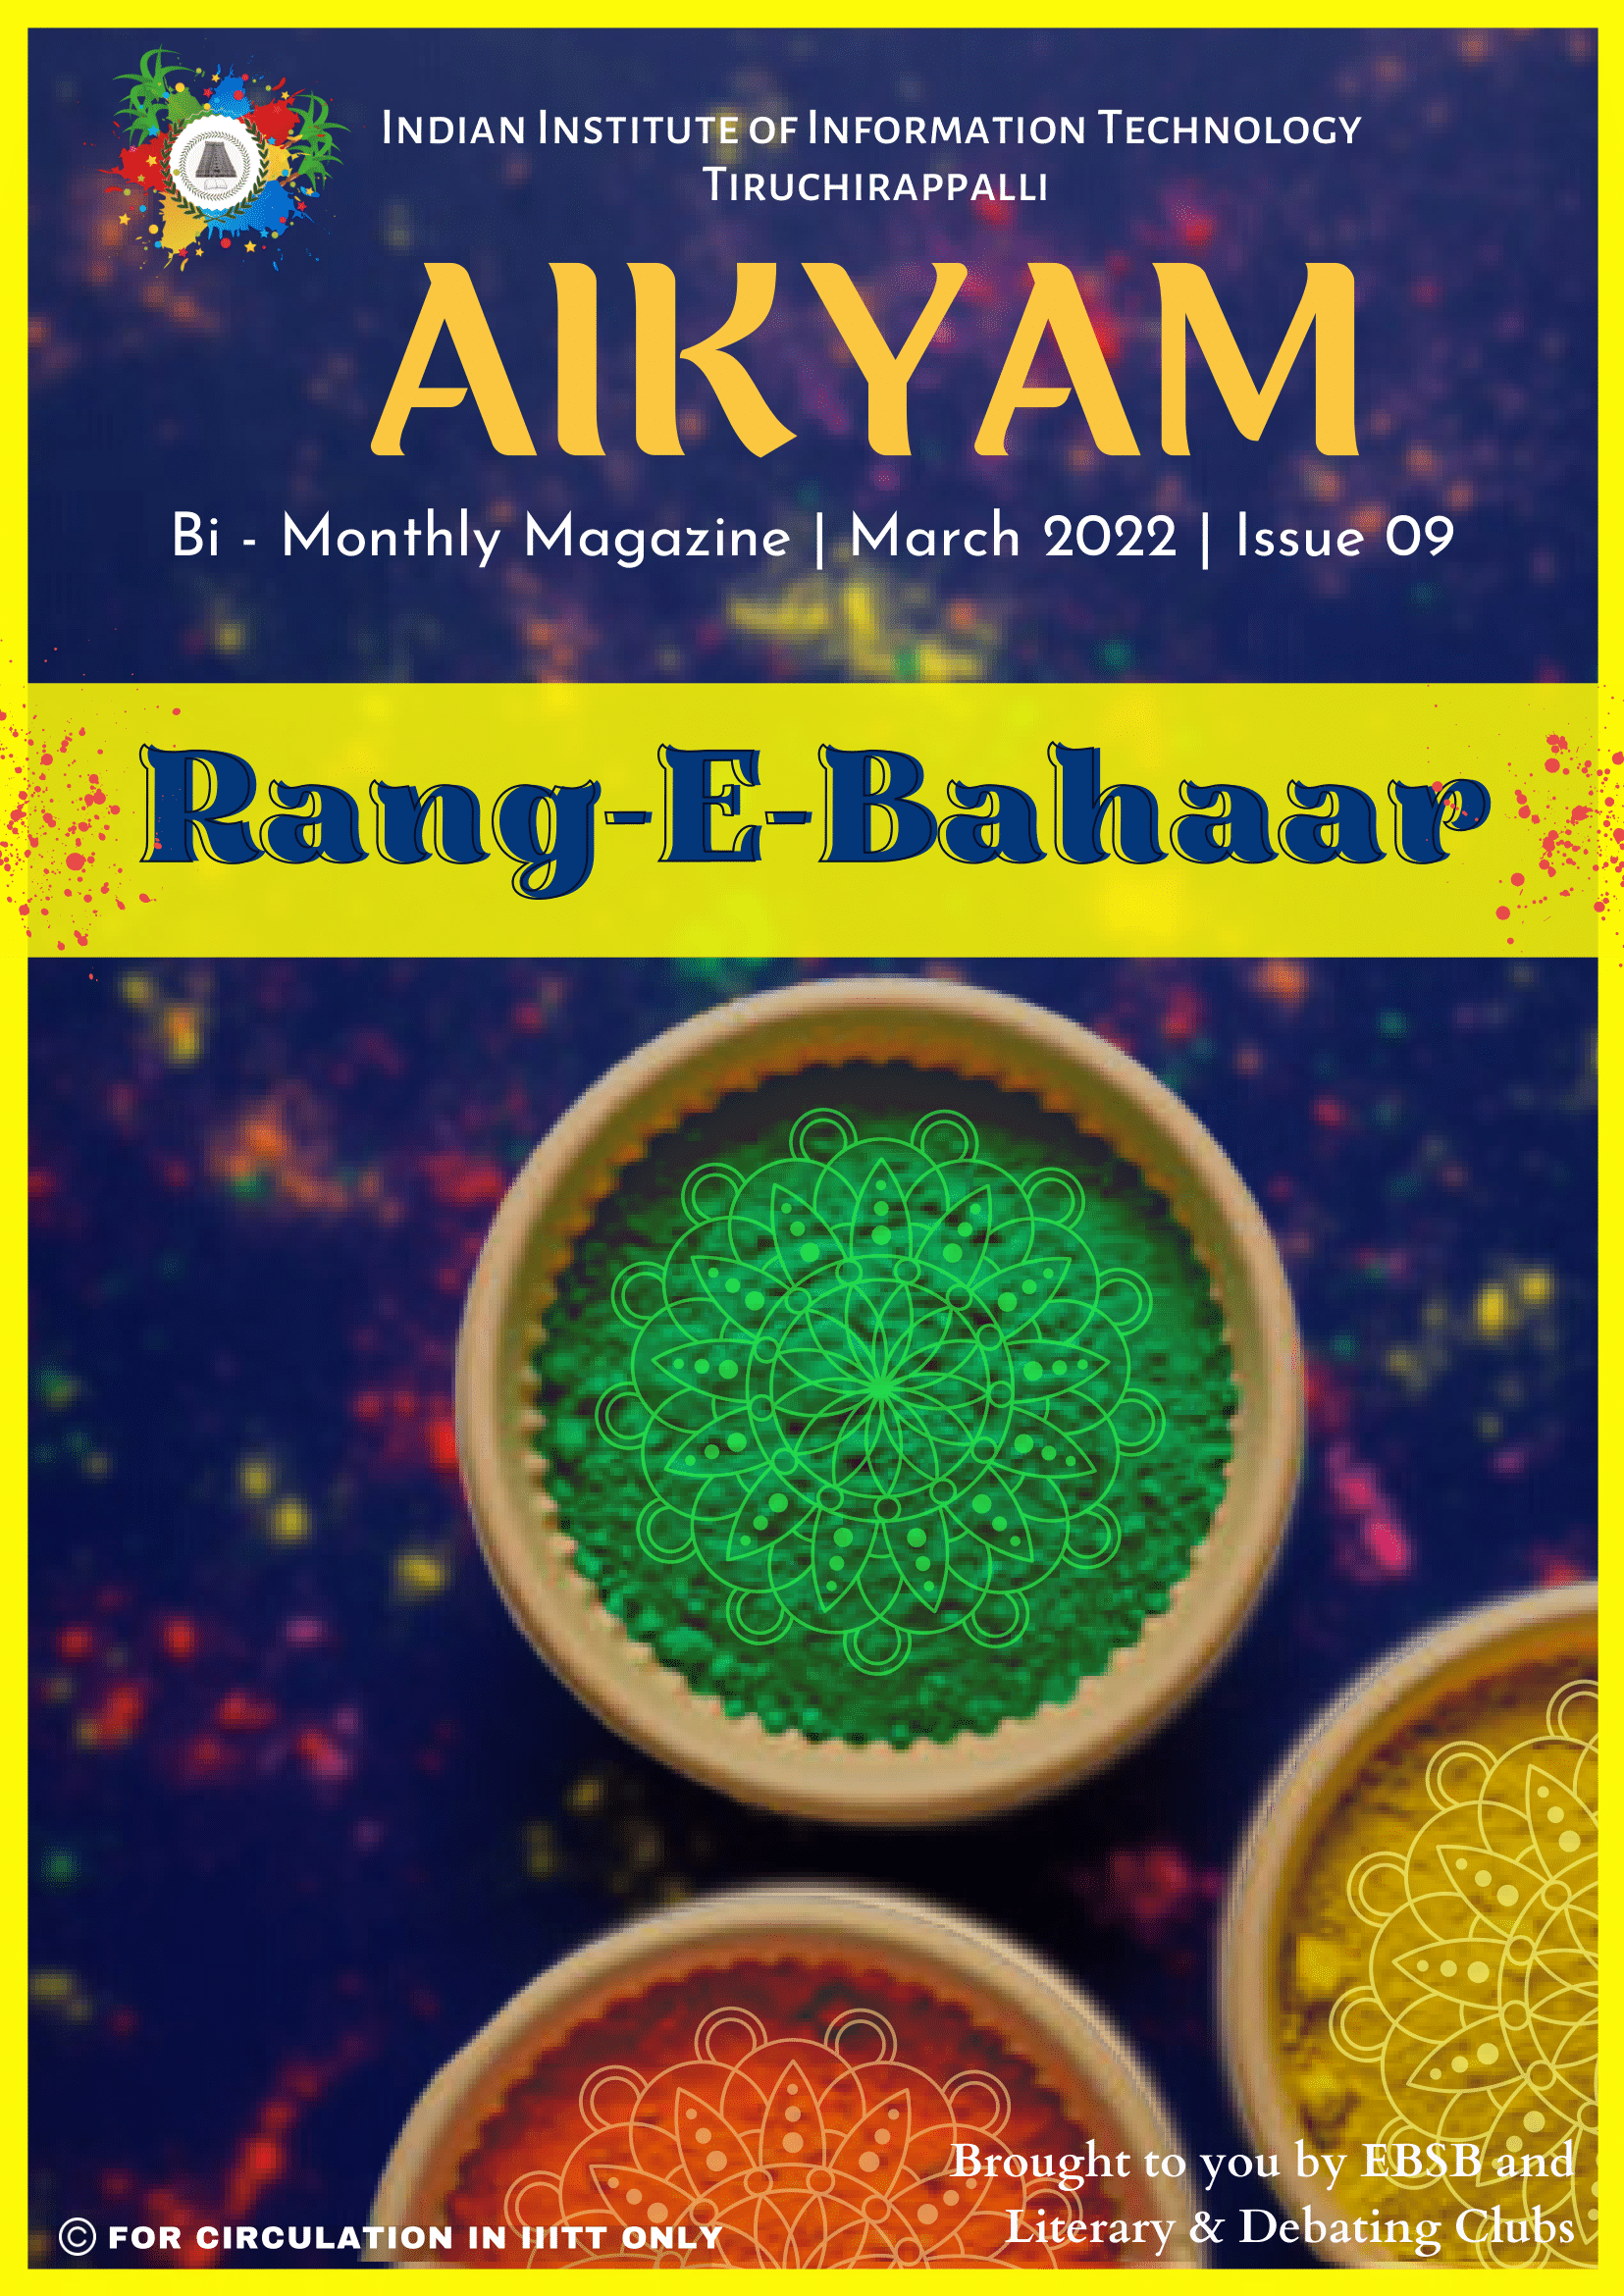 Indian Institute of Information Technology
Tiruchirappalli
AIKYAM
Bi - Monthly Magazine | March 2022 | Issue 09
Rang-E-Bahaar
Brought to you by EBSB and
Literary & Debating Clubs
© FOR CIRCULATION IN IIITT ONLY